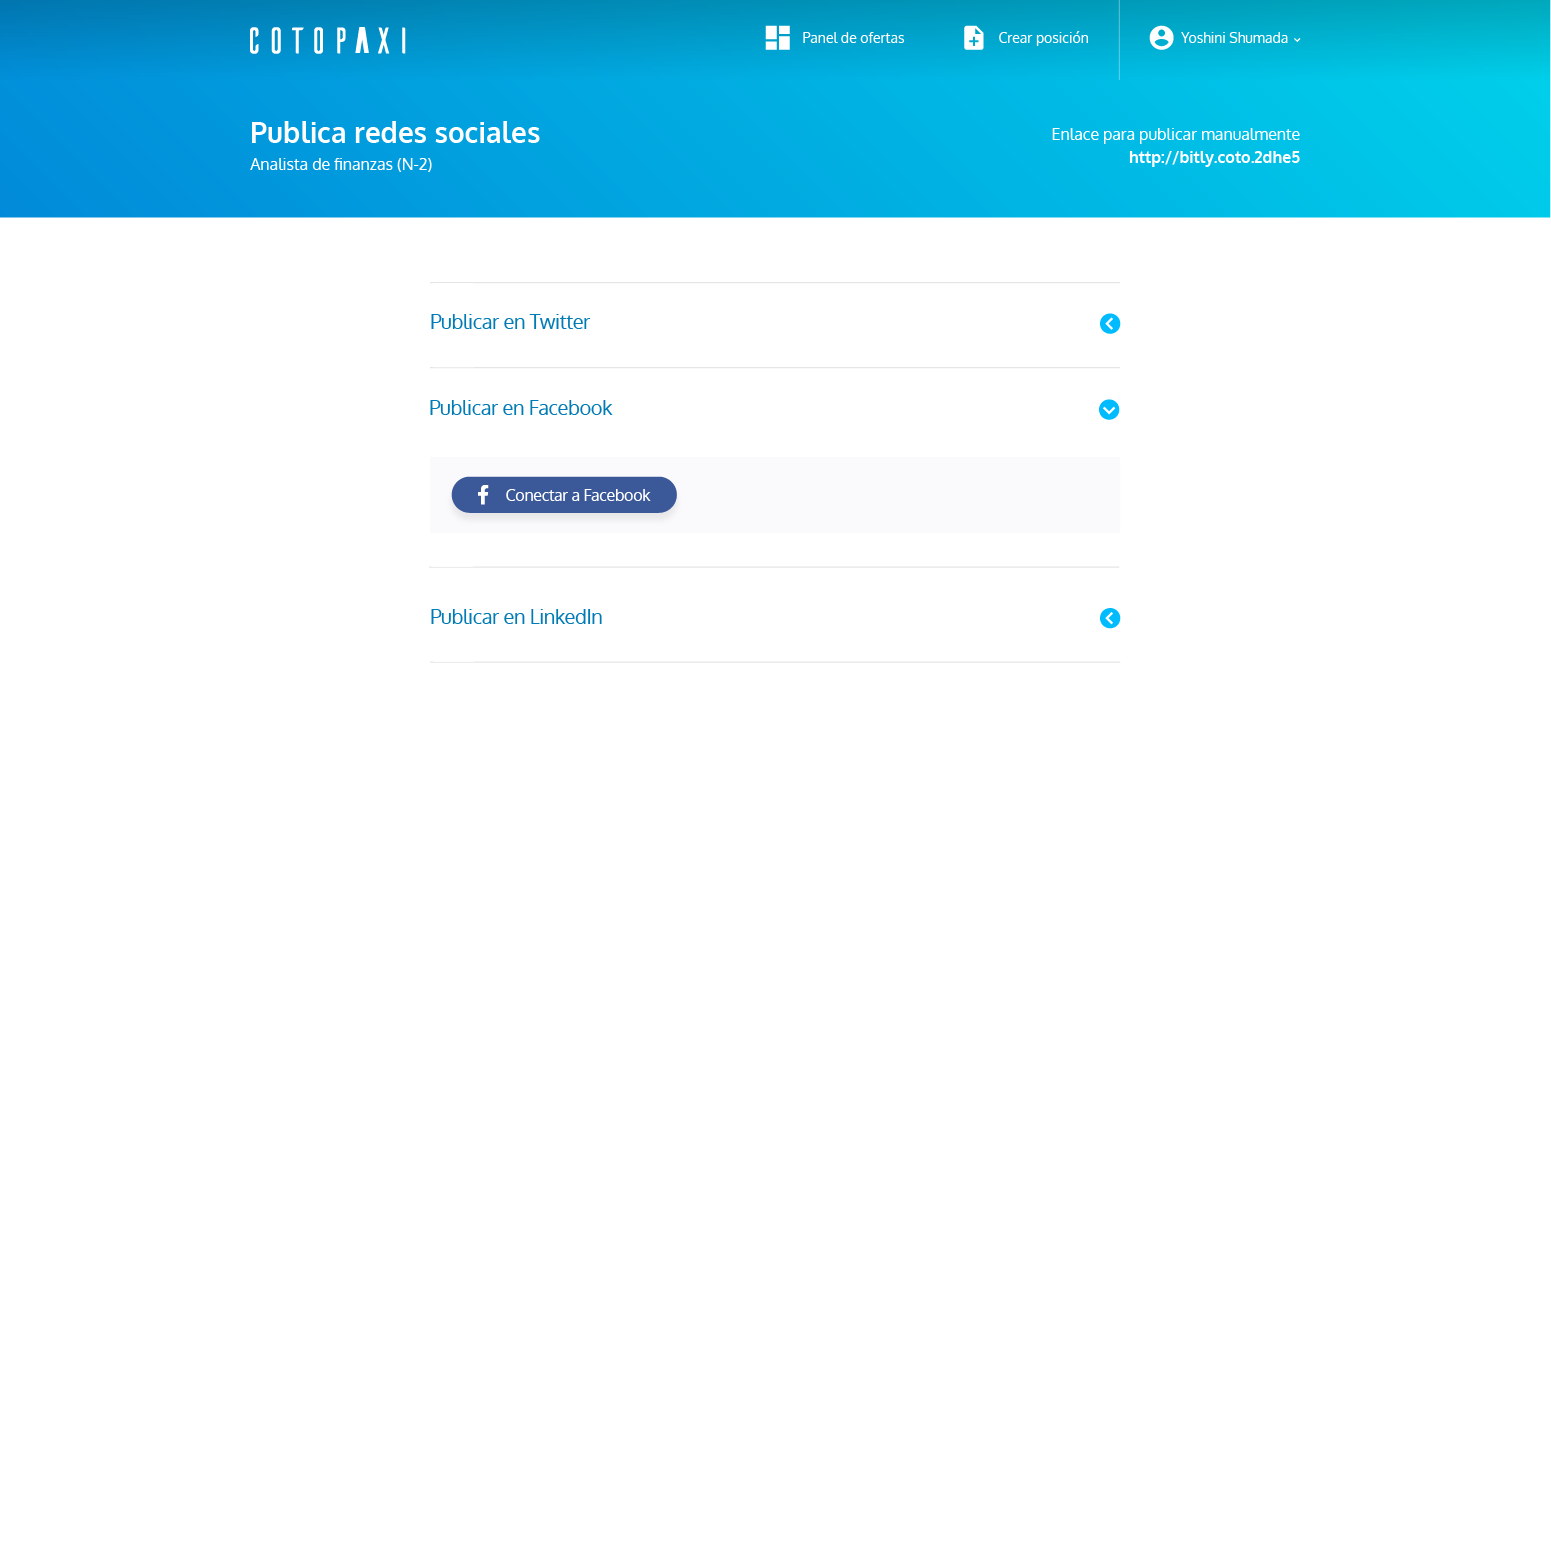 COTOPAXI
Panel de ofertas
Crear posición
Yoshini Shumada
Publica redes sociales
Analista de finanzas (N-2)
Enlace para publicar manualmente
http://bitly.coto.2dhe5
Publicar en Twitter
Publicar en Facebook
Conectar a Facebook
Publicar en LinkedIn